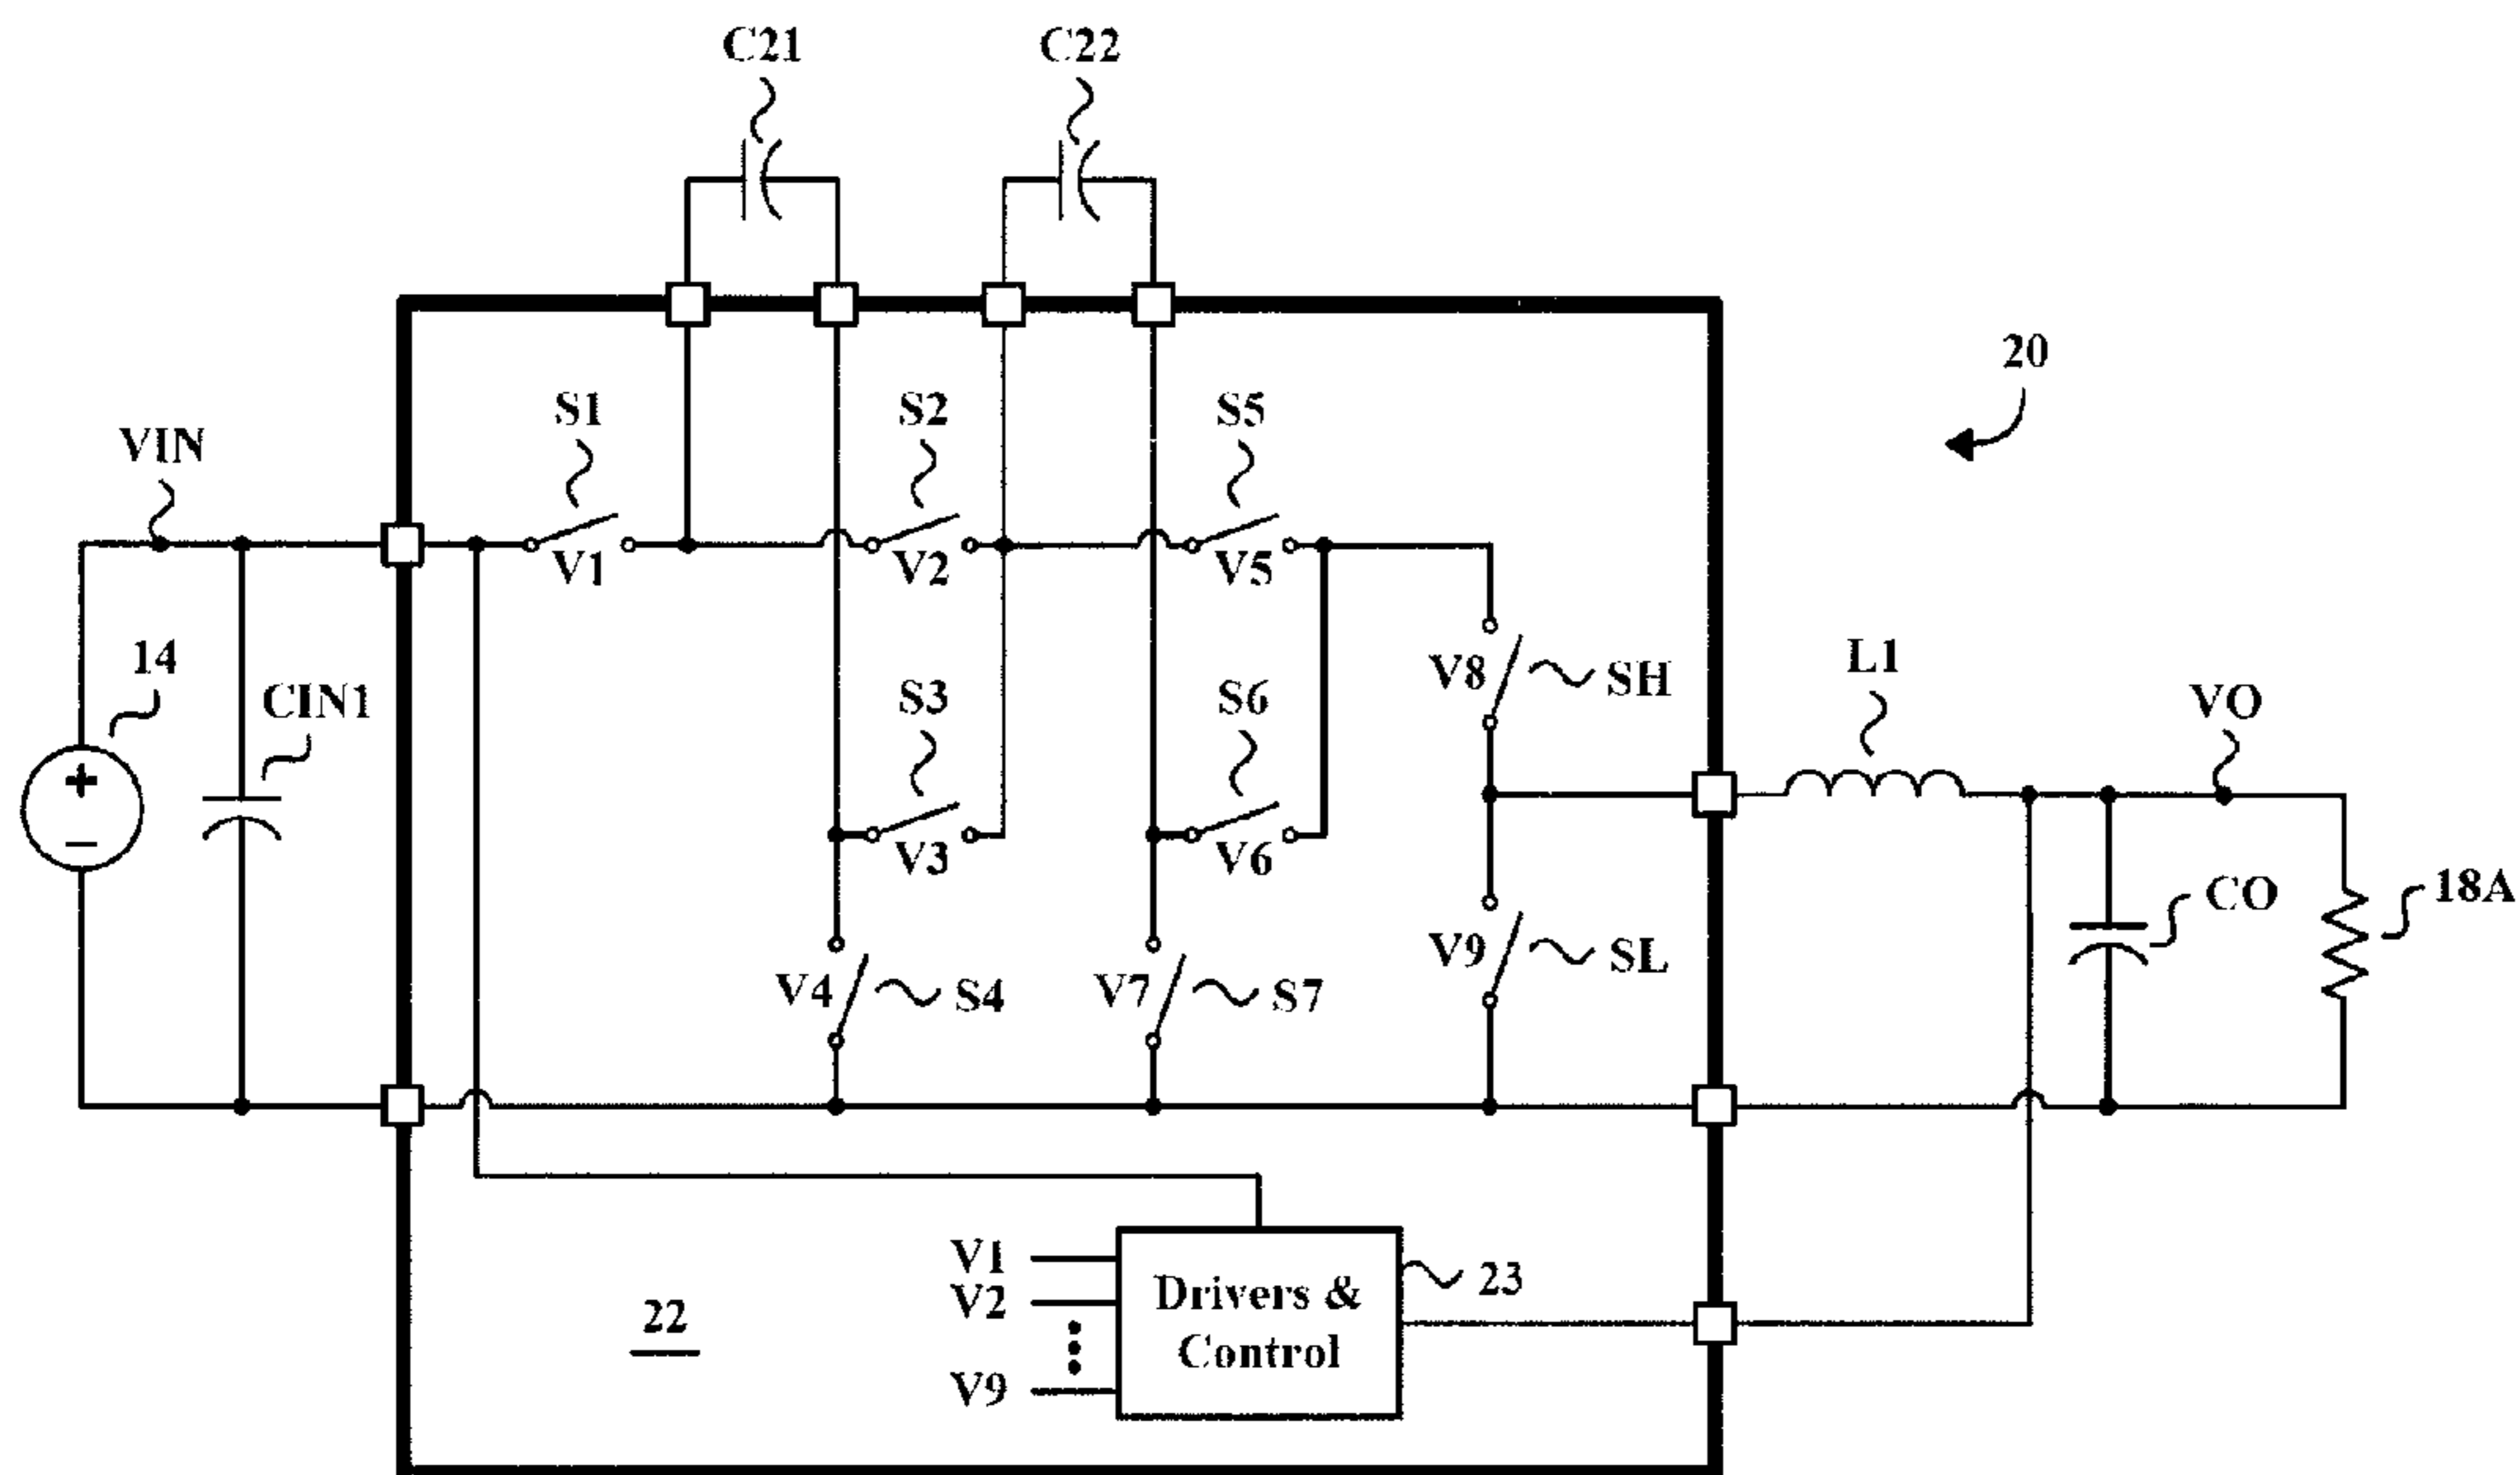 C21
C22
20
S1
S2
S5
VIN
V1
V2
V5
14
CIN1
S3
S6
V8
SH
L1
VO
V3
V6
V9
SL
CO
18A
V4
S4
V7
S7
V1
V2
V9
Drivers &
Control
23
22